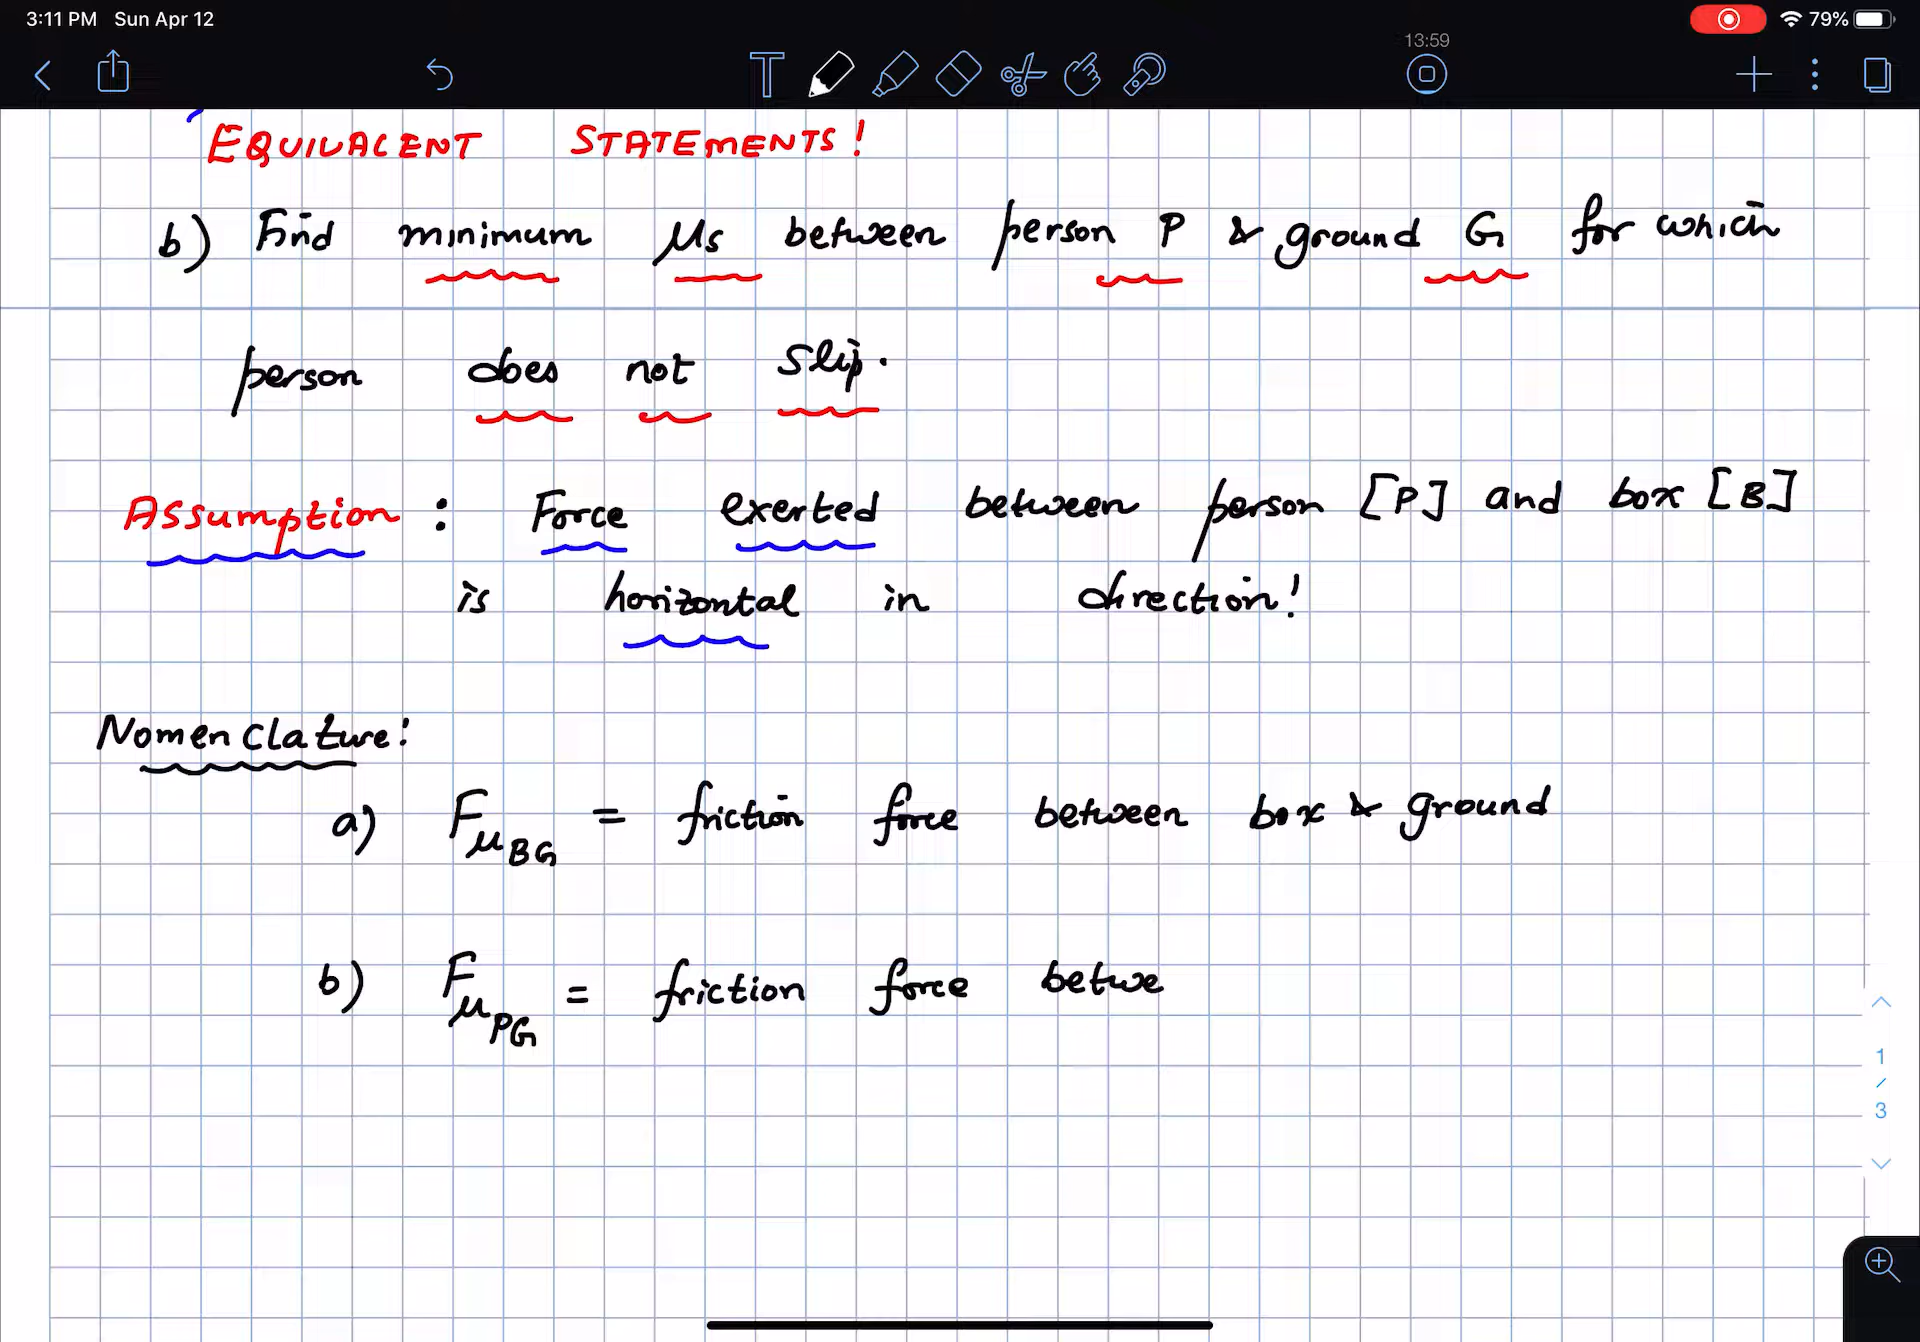 3:11 PM Sun Apr 12
79%
13:59
T
EQUIVACENT STATEMENTS!
b) Find minimum μs between person P & ground G for which
person does not slip.
Assumption : Force exerted between person [P] and box [B]
is horizontal in direction!
Nomenclature:
a) FμBG = friction force between box & ground
b) FμPG = friction force betwe
1
/
3